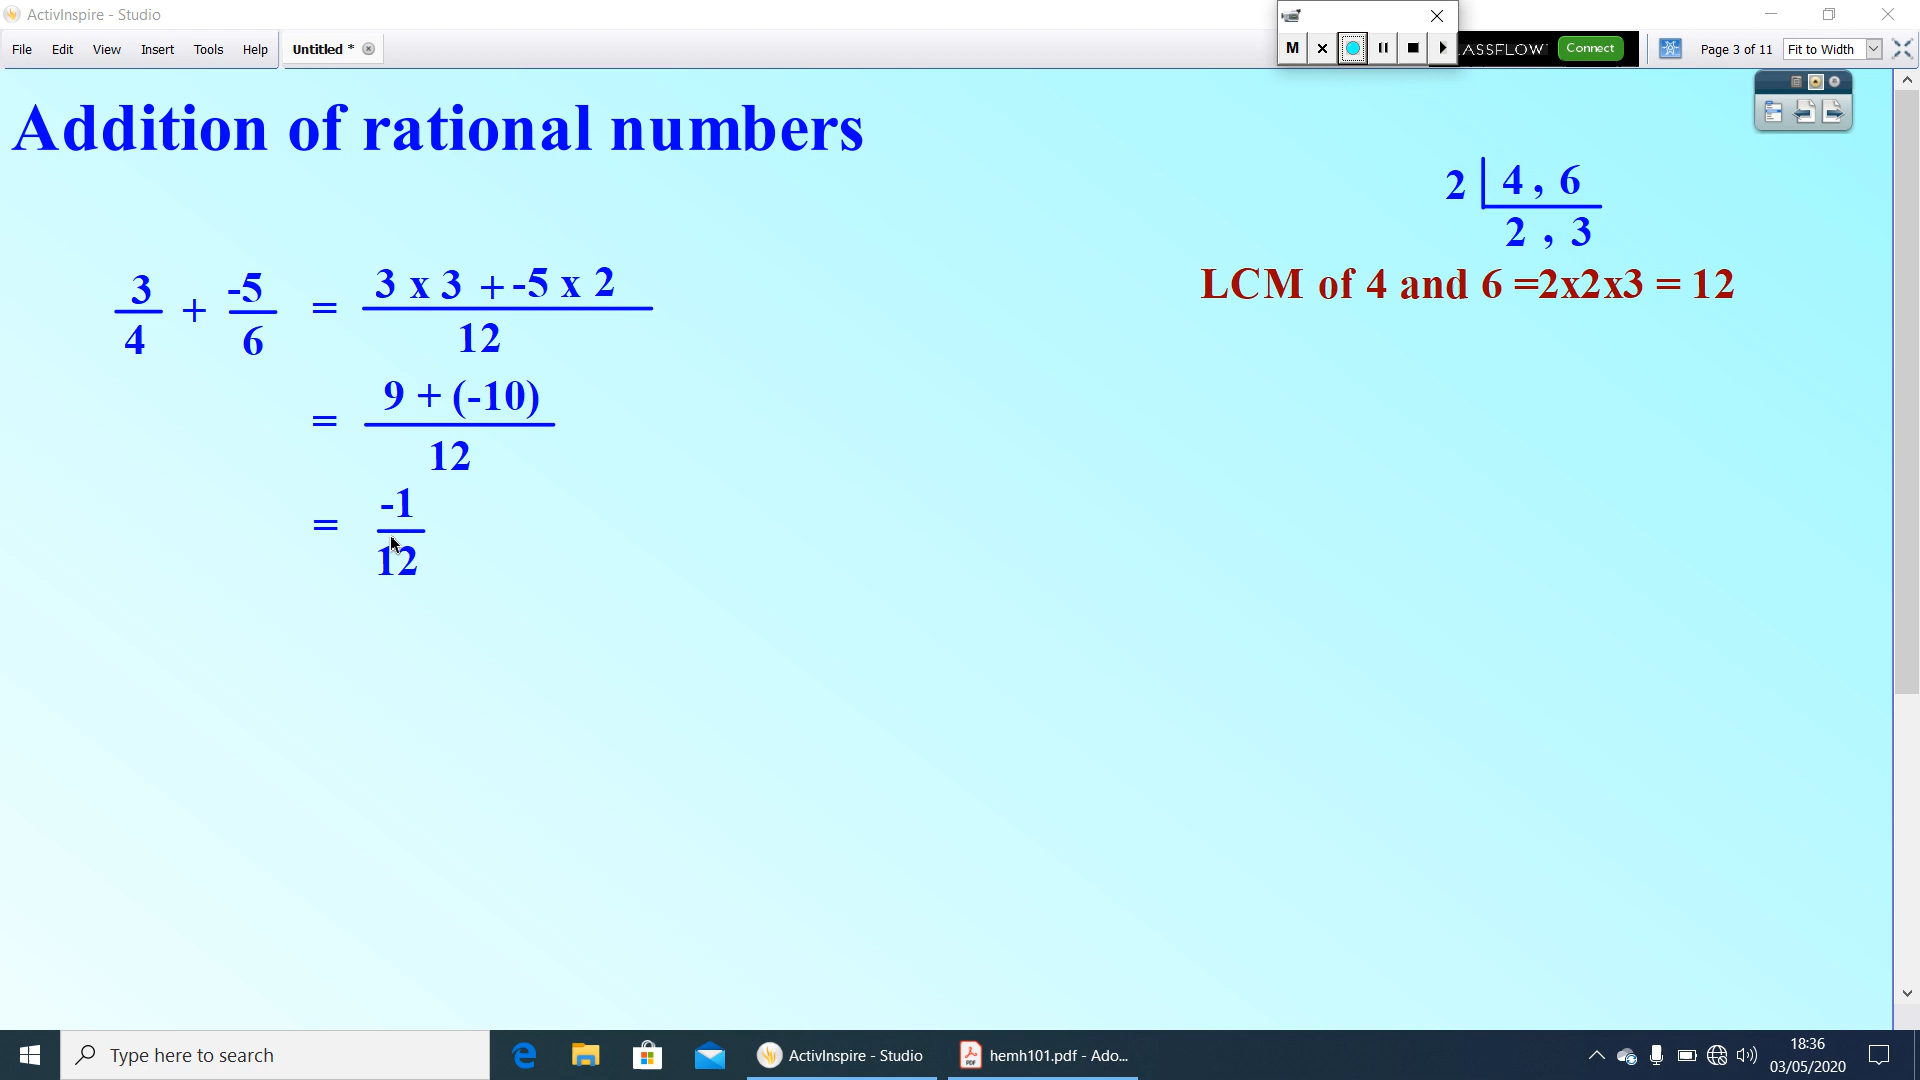 ActivInspire - Studio
File Edit View Insert Tools Help Untitled *
M
ASSFLOW Connect Page 3 of 11 Fit to Width
Addition of rational numbers
2 | 4 , 6
2 , 3
LCM of 4 and 6 =2x2x3 = 12
3/4 + -5/6 = 3 x 3 + -5 x 2 / 12
= 9 + (-10) / 12
= -1 / 12
Type here to search
ActivInspire - Studio
hemh101.pdf - Ado...
18:36
03/05/2020